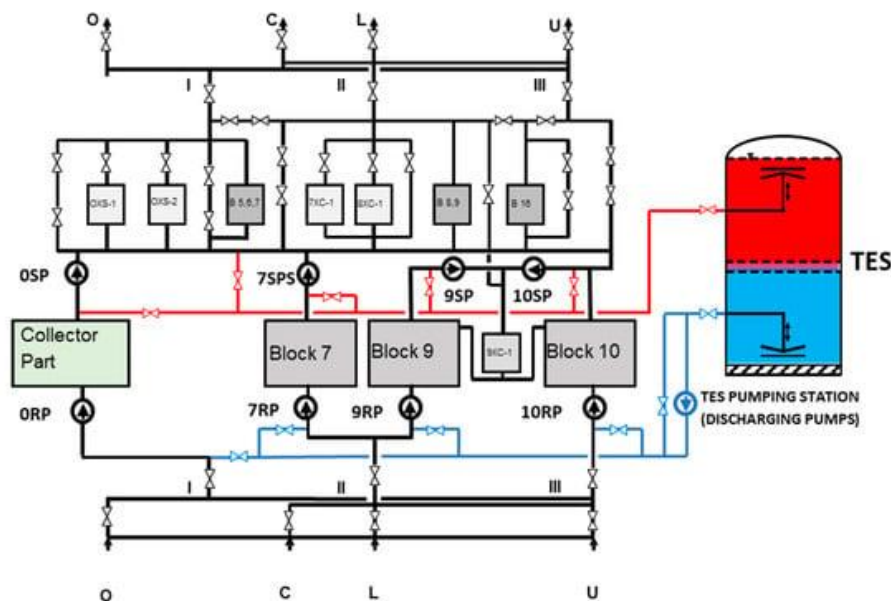 O C L U
I II III
OXS-1 OXS-2 B 5,6,7 7XC-1 8XC-1 B 8,9 B 16
II
TES
0SP 7SPS 9SP 10SP
Collector
Part
Block 7 Block 9 9XC-1 Block 10
TES PUMPING STATION
(DISCHARGING PUMPS)
0RP 7RP 9RP 10RP
I II III
O C L U